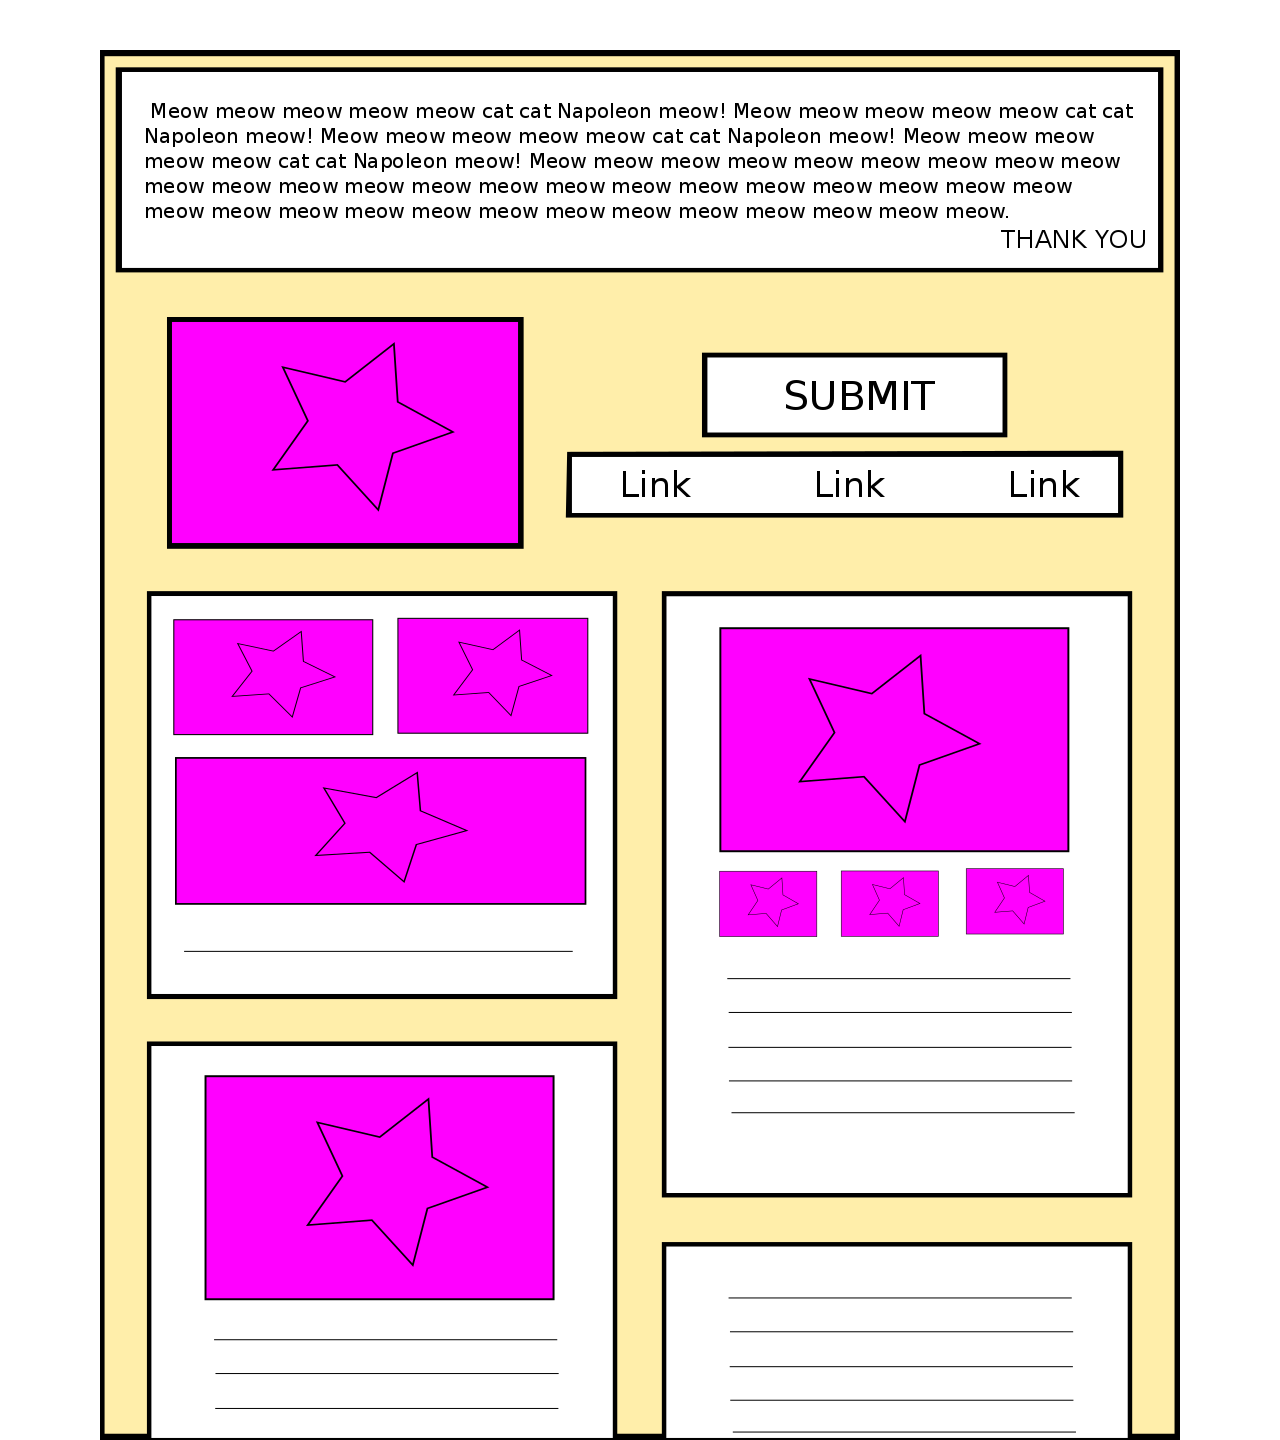 Meow meow meow meow meow cat cat Napoleon meow! Meow meow meow meow meow cat cat
Napoleon meow! Meow meow meow meow meow cat cat Napoleon meow! Meow meow meow
meow meow cat cat Napoleon meow! Meow meow meow meow meow meow meow meow meow
meow meow meow meow meow meow meow meow meow meow meow meow meow meow
meow meow meow meow meow meow meow meow meow meow meow meow meow.
THANK YOU
SUBMIT
Link Link Link